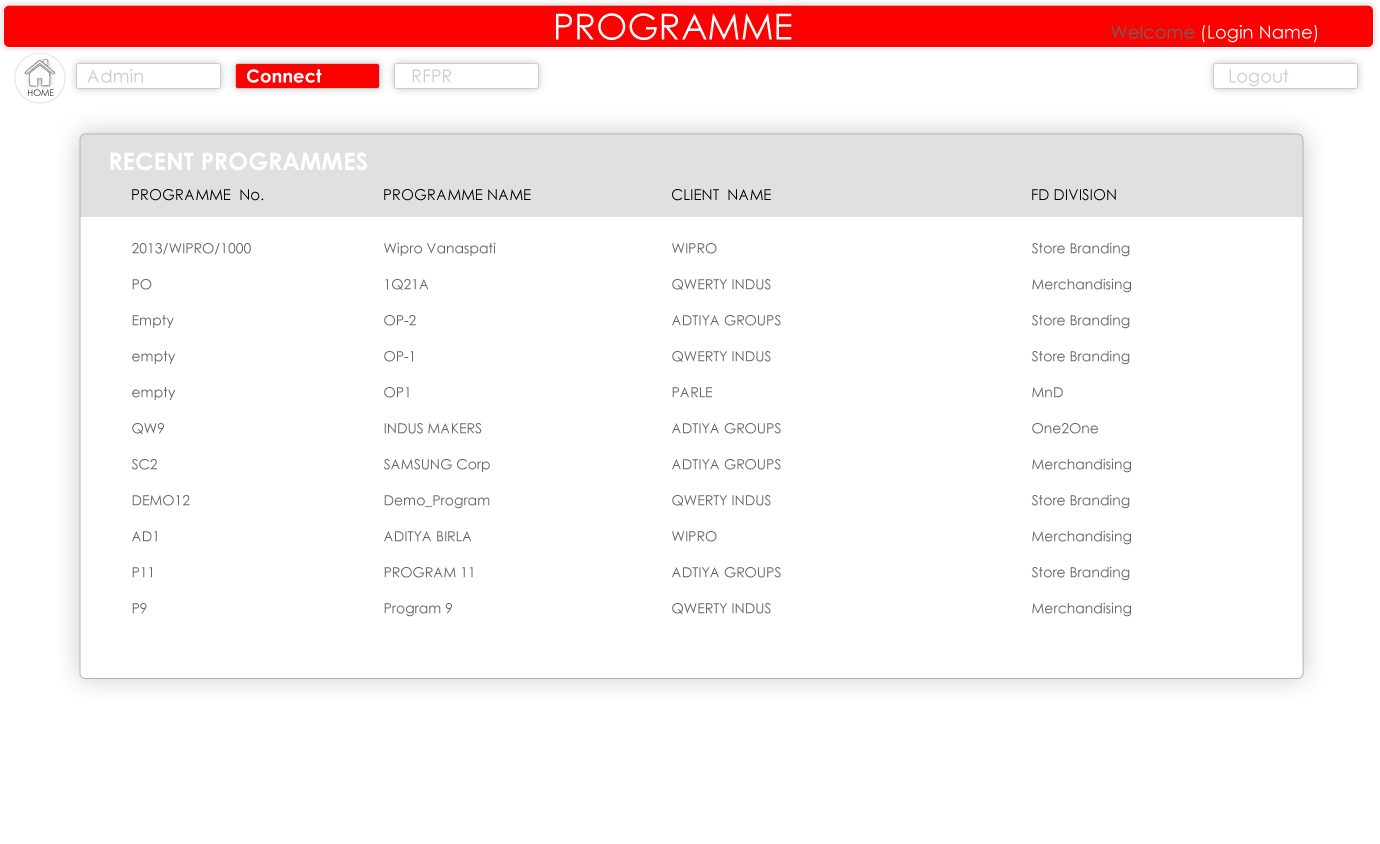 PROGRAMME
Welcome (Login Name)
HOME
Admin
Connect
RFPR
Logout
RECENT PROGRAMMES
PROGRAMME No. PROGRAMME NAME CLIENT NAME FD DIVISION
2013/WIPRO/1000 Wipro Vanaspati WIPRO Store Branding
PO 1Q21A QWERTY INDUS Merchandising
Empty OP-2 ADTIYA GROUPS Store Branding
empty OP-1 QWERTY INDUS Store Branding
empty OP1 PARLE MnD
QW9 INDUS MAKERS ADTIYA GROUPS One2One
SC2 SAMSUNG Corp ADTIYA GROUPS Merchandising
DEMO12 Demo_Program QWERTY INDUS Store Branding
AD1 ADITYA BIRLA WIPRO Merchandising
P11 PROGRAM 11 ADTIYA GROUPS Store Branding
P9 Program 9 QWERTY INDUS Merchandising